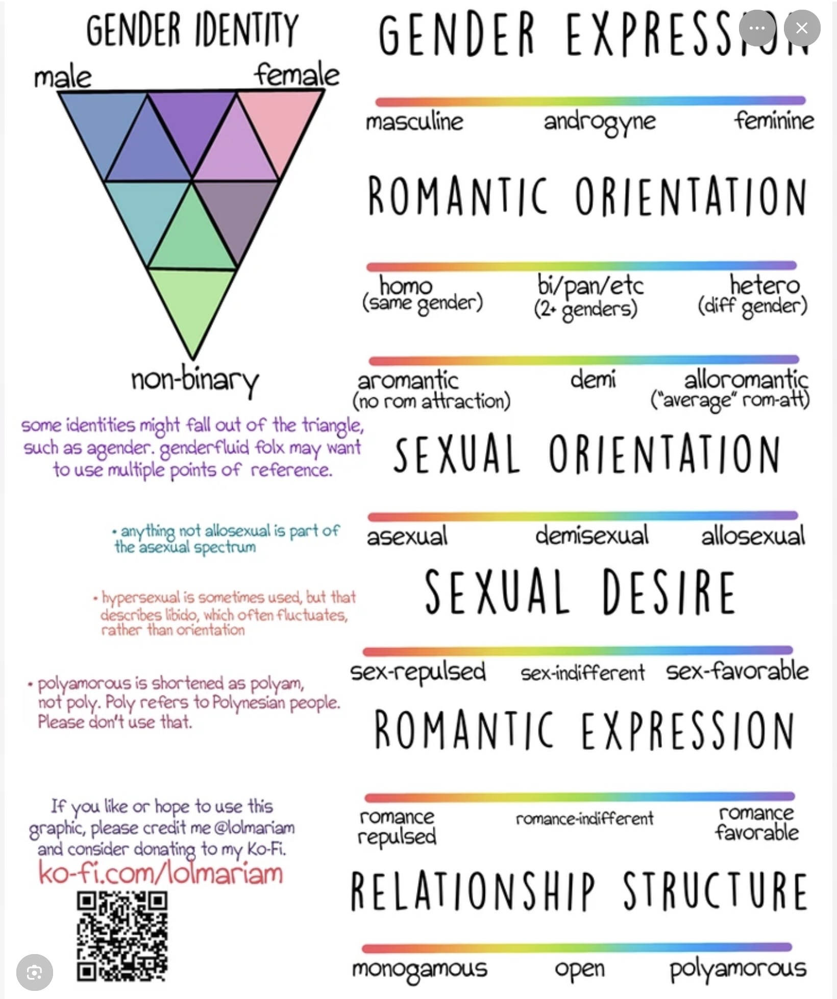 GENDER IDENTITY
male female
non-binary
some identities might fall out of the triangle,
such as agender. genderfluid folx may want
to use multiple points of reference.
• anything not allosexual is part of
the asexual spectrum
• hypersexual is sometimes used, but that
describes libido, which often fluctuates,
rather than orientation
• polyamorous is shortened as polyam,
not poly. Poly refers to Polynesian people.
Please don't use that.
If you like or hope to use this
graphic, please credit me @lolmariam
and consider donating to my Ko-Fi.
ko-fi.com/lolmariam
GENDER EXPRESSION
masculine androgyne feminine
ROMANTIC ORIENTATION
homo bi/pan/etc hetero
(same gender) (2+ genders) (diff gender)
aromantic demi alloromantic
(no rom attraction) ("average" rom-att)
SEXUAL ORIENTATION
asexual demisexual allosexual
SEXUAL DESIRE
sex-repulsed sex-indifferent sex-favorable
ROMANTIC EXPRESSION
romance romance-indifferent romance
repulsed favorable
RELATIONSHIP STRUCTURE
monogamous open polyamorous